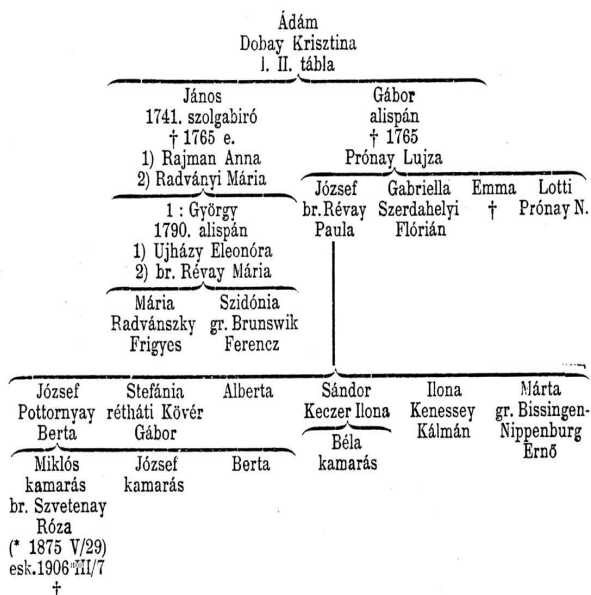 Ádám
Dobay Krisztina
l. II. tábla
János
1741. szolgabiró
† 1765 e.
1) Rajman Anna
2) Radványi Mária
Gábor
alispán
† 1765
Prónay Lujza
1 : György
1790. alispán
1) Ujházy Eleonóra
2) br. Révay Mária
József
br. Révay
Paula
Gabriella
Szerdahelyi
Flórián
Emma
†
Lotti
Prónay N.
Mária
Radvánszky
Frigyes
Szidónia
gr. Brunswik
Ferencz
József
Pottornyay
Berta
Stefánia
rétháti Kövér
Gábor
Alberta
Sándor
Keczer Ilona
Ilona
Kenessey
Kálmán
Márta
gr. Bissingen-
Nippenburg
Ernő
Miklós
kamarás
br. Szvetenay
Róza
(* 1875 V/29)
esk. 1906 III/7
†
József
kamarás
Berta
Béla
kamarás